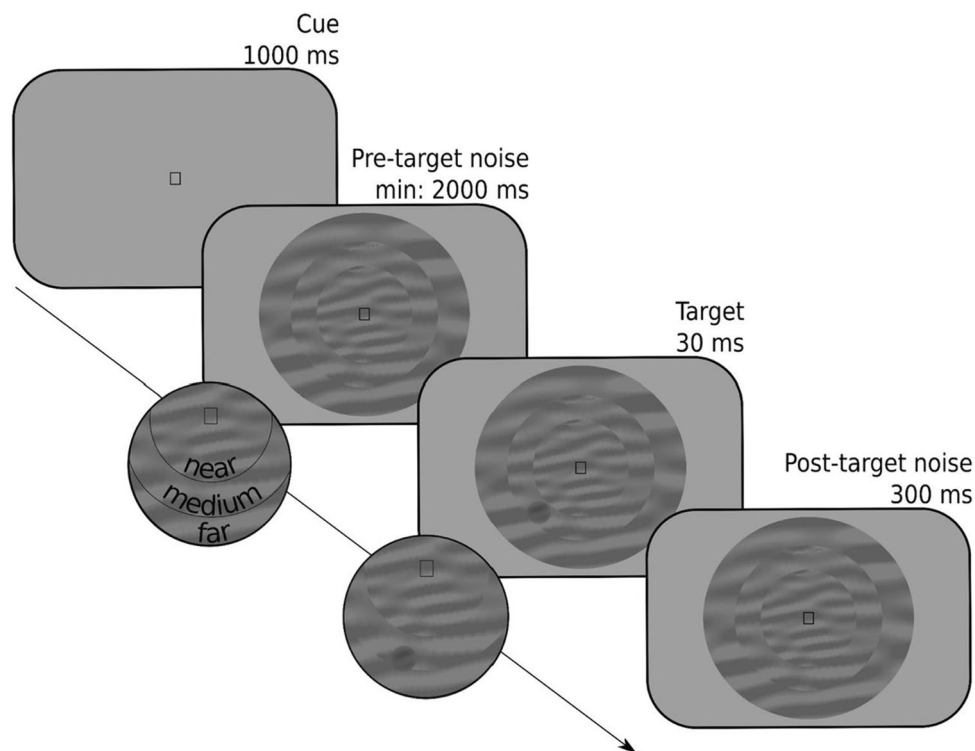 Cue
1000 ms
Pre-target noise
min: 2000 ms
Target
30 ms
near
medium
far
Post-target noise
300 ms